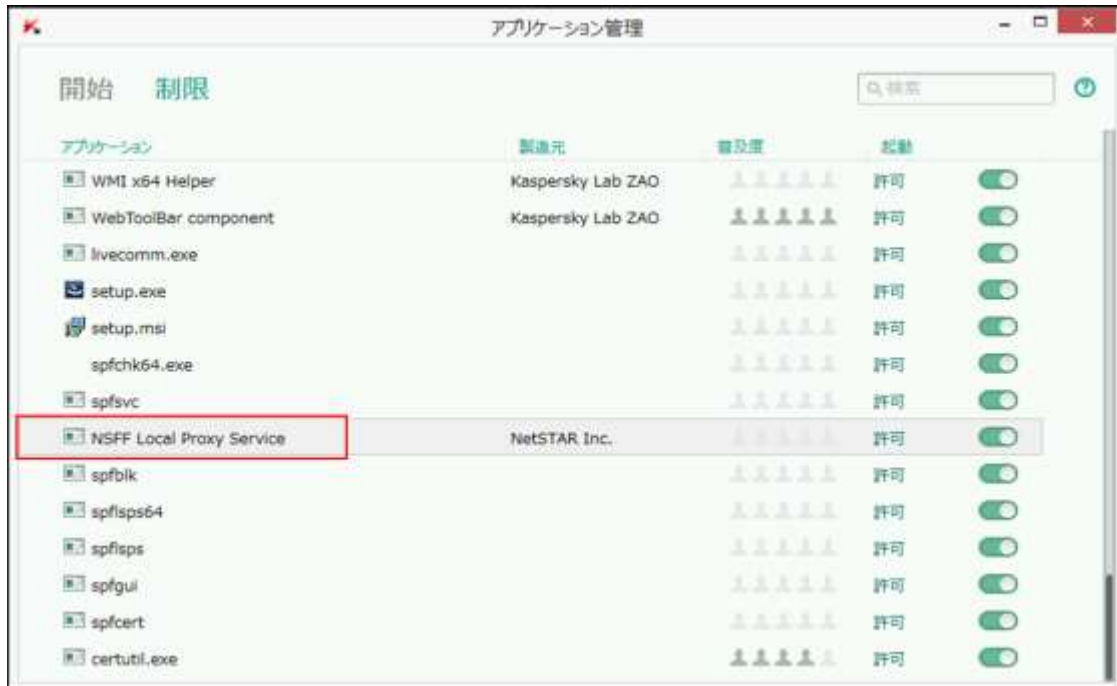 アプリケーション管理
開始 制限 検索
アプリケーション 製造元 普及度 起動
WMI x64 Helper Kaspersky Lab ZAO 許可
WebToolBar component Kaspersky Lab ZAO 許可
livecomm.exe 許可
setup.exe 許可
setup.msi 許可
spfchk64.exe 許可
spfsvc 許可
NSFF Local Proxy Service NetSTAR Inc. 許可
spfblk 許可
spflsps64 許可
spflsps 許可
spfgui 許可
spfcert 許可
certutil.exe 許可